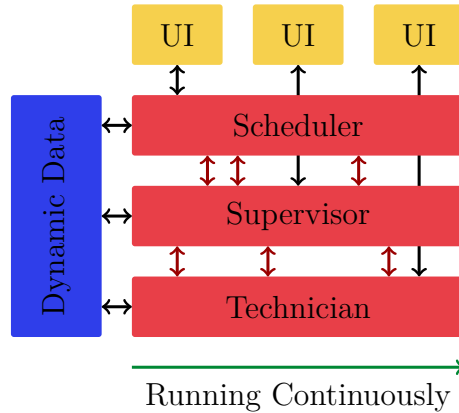 UI
UI
UI
Scheduler
Dynamic Data
Supervisor
Technician
Running Continuously